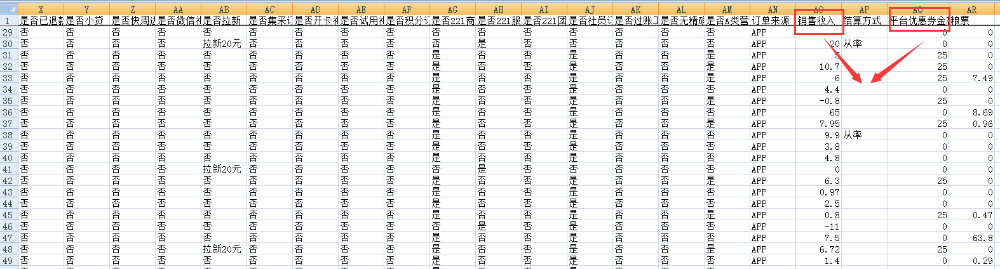 X Y Z AA AB AC AD AE AF AG AH AI AJ AK AL AM AN AO AP AQ AR
1 是否已退款 是否小贷 是否快周边 是否微信礼 是否拉新 是否集采订 是否开卡礼 是否试用礼 是否积分订 是否221商 是否221服 是否221团 是否社员订 是否过账 是否无精确 是否A类营 订单来源 销售收入 结算方式 平台优惠券金额 粮票
29 否 否 否 否 否 否 否 否 否 否 否 否 否 否 否 否 APP 0 0
30 否 否 否 否 拉新20元 否 否 否 否 否 是 否 否 否 否 否 APP 20 从率 0 0
31 否 否 否 否 否 否 否 否 否 是 否 否 是 否 否 是 APP 5 25 0
32 否 否 否 否 否 否 否 否 否 是 否 否 是 否 否 是 APP 10.7 25 0
33 否 否 否 否 否 否 否 否 否 是 否 否 是 否 否 是 APP 6 25 7.49
34 否 否 否 否 否 否 否 否 否 是 否 否 是 否 否 否 APP 4.4 0 0
35 否 否 否 否 否 否 否 否 否 是 否 否 是 否 否 是 APP -0.8 25 0
36 否 否 否 否 否 否 否 否 否 是 否 否 是 否 否 否 APP 65 0 8.69
37 否 否 否 否 否 否 否 否 否 是 否 否 是 否 否 是 APP 7.95 25 0.96
38 否 否 否 否 否 否 否 否 否 是 否 否 是 否 否 否 APP 9.9 从率 0 0
39 否 否 否 否 否 否 否 否 否 是 否 否 是 否 否 否 APP 3.8 0 0
40 否 否 否 否 否 否 否 否 否 是 否 否 是 否 否 否 APP 4.8 0 0
41 否 否 否 否 拉新20元 否 否 否 否 否 是 否 否 否 否 否 APP 0 0 0
42 否 否 否 否 否 否 否 否 否 是 否 否 是 否 否 是 APP 6.3 25 0
43 否 否 否 否 否 否 否 否 否 是 否 否 是 否 否 否 APP 0.97 0 0
44 否 否 否 否 否 否 否 否 否 是 否 否 是 否 否 否 APP 2.5 0 0
45 否 否 否 否 否 否 否 否 否 是 否 否 是 否 否 是 APP 0.8 25 0.47
46 否 否 否 否 否 否 否 否 否 否 是 否 是 否 否 否 APP -11 0 0
47 否 否 否 否 否 否 否 否 否 是 否 否 是 否 否 否 APP 7.5 0 63.8
48 否 否 否 否 拉新20元 否 否 否 否 是 否 否 是 否 否 是 APP 6.72 25 0
49 否 否 否 否 否 否 否 否 否 是 否 否 是 否 否 否 APP 1.4 0 0.29